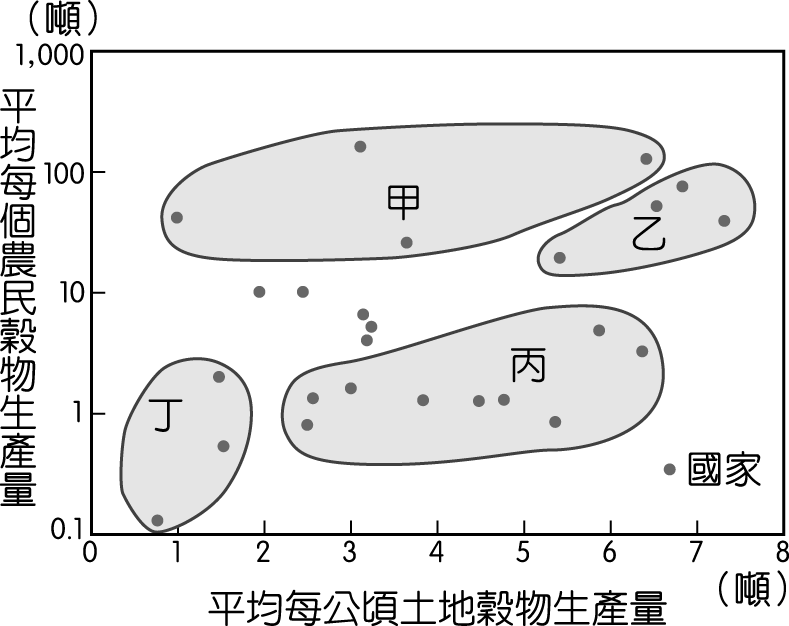 （噸）
1,000
100
10
1
0.1
平均每個農民穀物生產量
甲
乙
丙
丁
國家
0 1 2 3 4 5 6 7 8
（噸）
平均每公頃土地穀物生產量